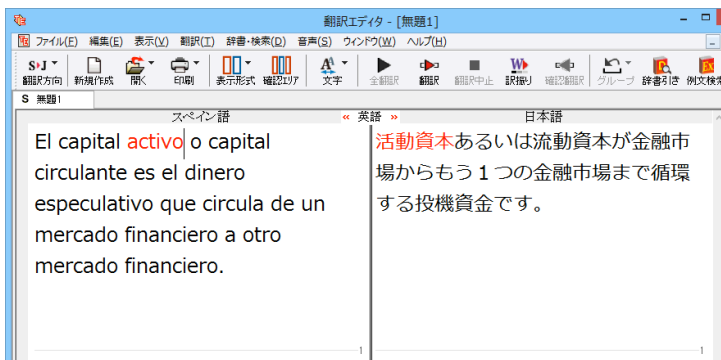 翻訳エディタ - [無題1]
ファイル(F) 編集(E) 表示(V) 翻訳(T) 辞書・検索(D) 音声(S) ウィンドウ(W) ヘルプ(H)
翻訳方向 新規作成 開く 印刷 表示形式 確認エリア 文字 全翻訳 翻訳 翻訳中止 訳振り 確認翻訳 グループ 辞書引き 例文検索
S 無題1
スペイン語 « 英語 » 日本語
El capital activo o capital
circulante es el dinero
especulativo que circula de un
mercado financiero a otro
mercado financiero.
1
活動資本あるいは流動資本が金融市
場からもう１つの金融市場まで循環
する投機資金です。
1